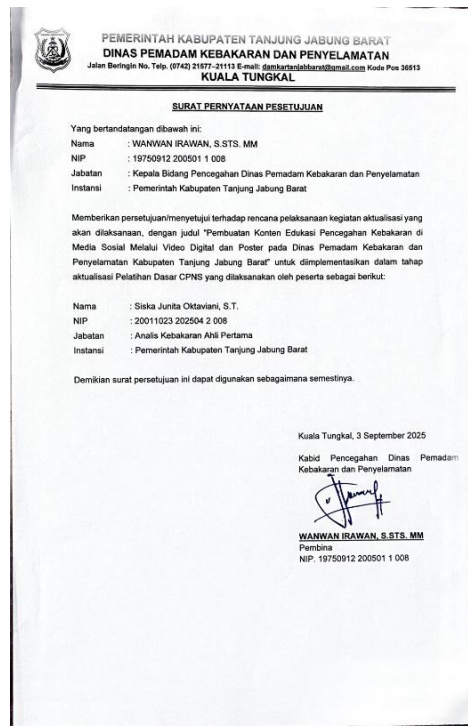 PEMERINTAH KABUPATEN TANJUNG JABUNG BARAT
DINAS PEMADAM KEBAKARAN DAN PENYELAMATAN
Jalan Beringin No. Telp. (0742) 21577-21113 E-mail: damkartanjabbarat@gmail.com Kode Pos 36513
KUALA TUNGKAL
SURAT PERNYATAAN PESETUJUAN
Yang bertandatangan dibawah ini:
Nama : WANWAN IRAWAN, S.STS. MM
NIP : 19750912 200501 1 008
Jabatan : Kepala Bidang Pencegahan Dinas Pemadam Kebakaran dan Penyelamatan
Instansi : Pemerintah Kabupaten Tanjung Jabung Barat
Memberikan persetujuan/menyetujui terhadap rencana pelaksanaan kegiatan aktualisasi yang
akan dilaksanakan, dengan judul "Pembuatan Konten Edukasi Pencegahan Kebakaran di
Media Sosial Melalui Video Digital dan Poster pada Dinas Pemadam Kebakaran dan
Penyelamatan Kabupaten Tanjung Jabung Barat" untuk diimplementasikan dalam tahap
aktualisasi Pelatihan Dasar CPNS yang dilaksanakan oleh peserta sebagai berikut:
Nama : Siska Junita Oktaviani, S.T.
NIP : 20011023 202504 2 008
Jabatan : Analis Kebakaran Ahli Pertama
Instansi : Pemerintah Kabupaten Tanjung Jabung Barat
Demikian surat persetujuan ini dapat digunakan sebagaimana semestinya.
Kuala Tungkal, 3 September 2025
Kabid Pencegahan Dinas Pemadam
Kebakaran dan Penyelamatan
WANWAN IRAWAN, S.STS. MM
Pembina
NIP. 19750912 200501 1 008